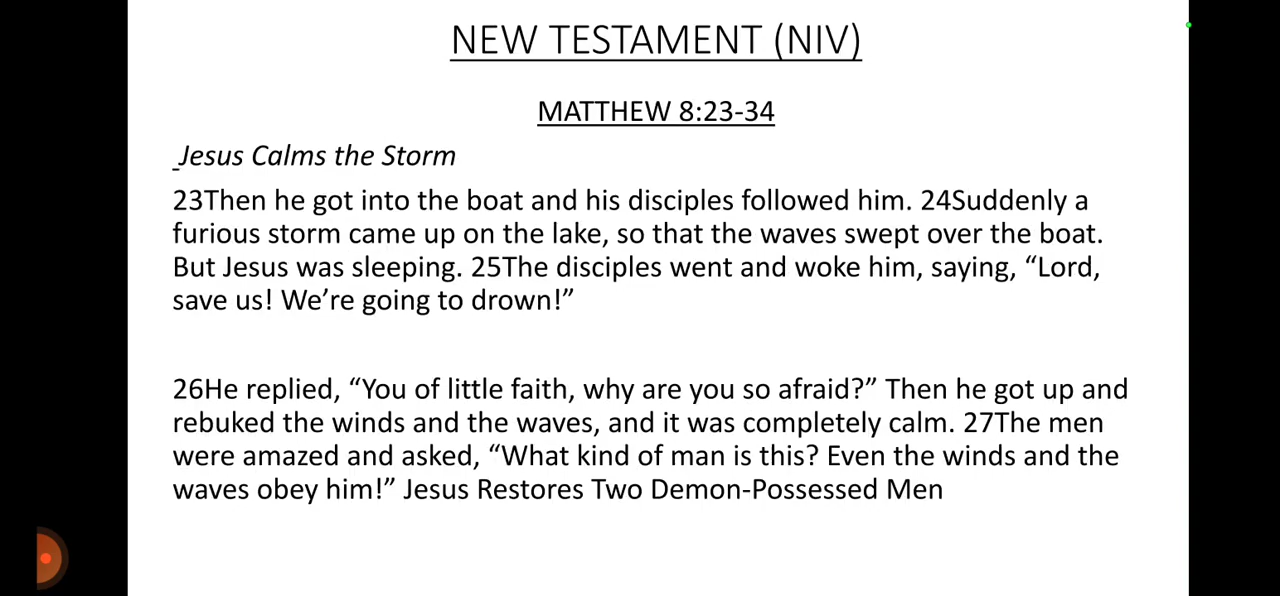 NEW TESTAMENT (NIV)
MATTHEW 8:23-34
Jesus Calms the Storm
23Then he got into the boat and his disciples followed him. 24Suddenly a
furious storm came up on the lake, so that the waves swept over the boat.
But Jesus was sleeping. 25The disciples went and woke him, saying, “Lord,
save us! We’re going to drown!”
26He replied, “You of little faith, why are you so afraid?” Then he got up and
rebuked the winds and the waves, and it was completely calm. 27The men
were amazed and asked, “What kind of man is this? Even the winds and the
waves obey him!” Jesus Restores Two Demon-Possessed Men